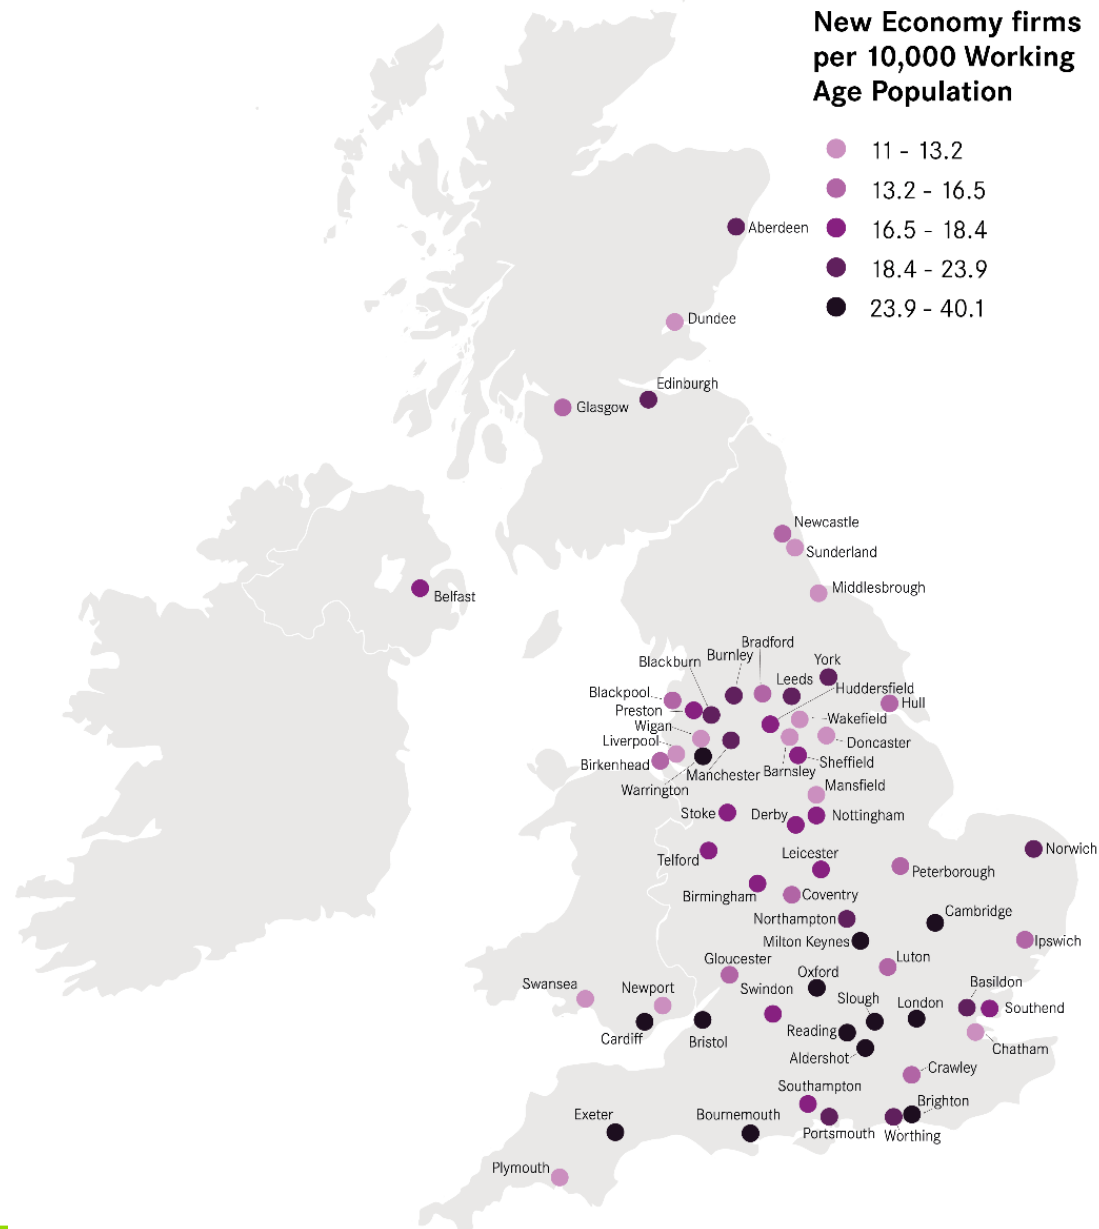 New Economy firms
per 10,000 Working
Age Population
11 - 13.2
13.2 - 16.5
16.5 - 18.4
18.4 - 23.9
23.9 - 40.1
Aberdeen
Dundee
Edinburgh
Glasgow
Newcastle
Sunderland
Middlesbrough
Belfast
Bradford
Burnley
Blackburn
York
Leeds
Huddersfield
Blackpool
Hull
Preston
Wakefield
Wigan
Liverpool
Doncaster
Birkenhead
Sheffield
Manchester
Barnsley
Warrington
Mansfield
Stoke
Derby
Nottingham
Norwich
Telford
Leicester
Peterborough
Birmingham
Coventry
Cambridge
Northampton
Milton Keynes
Ipswich
Gloucester
Luton
Oxford
Swansea
Newport
Swindon
Basildon
Slough
London
Southend
Reading
Cardiff
Bristol
Chatham
Aldershot
Crawley
Southampton
Brighton
Exeter
Bournemouth
Portsmouth
Worthing
Plymouth